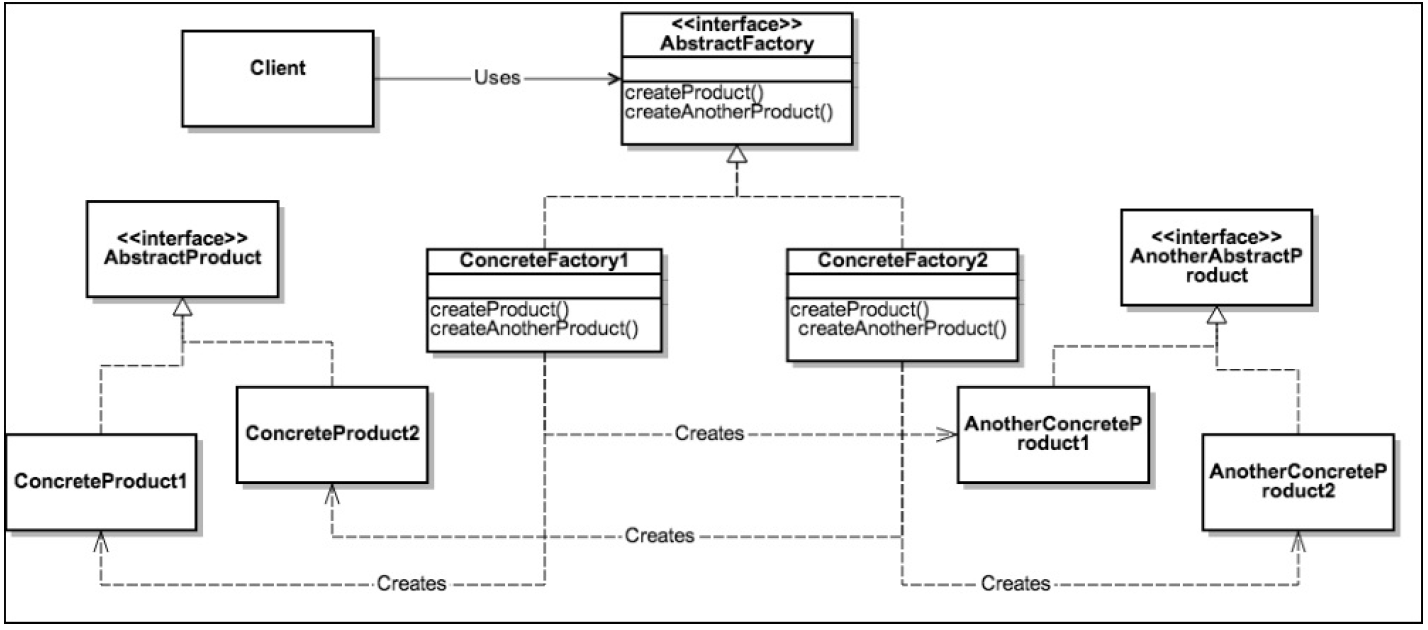 <<interface>>
AbstractFactory
Client
Uses
createProduct()
createAnotherProduct()
<<interface>>
AbstractProduct
ConcreteFactory1
createProduct()
createAnotherProduct()
ConcreteFactory2
createProduct()
createAnotherProduct()
<<interface>>
AnotherAbstractP
roduct
ConcreteProduct1
ConcreteProduct2
Creates
AnotherConcreteP
roduct1
AnotherConcreteP
roduct2
Creates
Creates
Creates